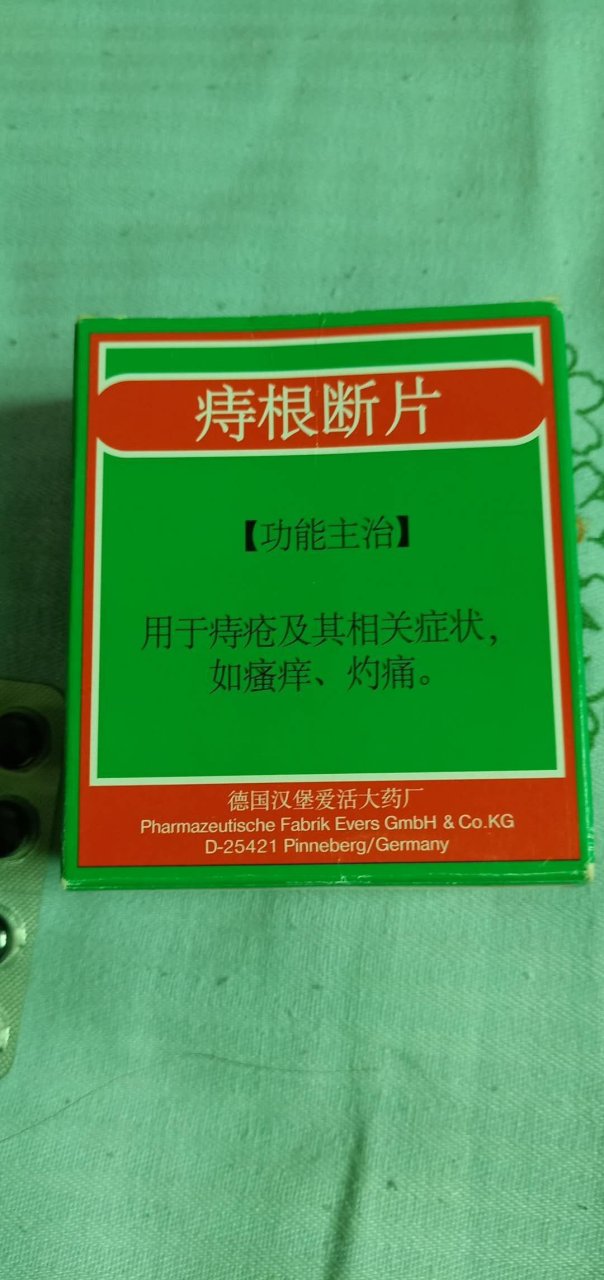 痔根断片
【功能主治】
用于痔疮及其相关症状，
如瘙痒、灼痛。
德国汉堡爱活大药厂
Pharmazeutische Fabrik Evers GmbH & Co.KG
D-25421 Pinneberg/Germany